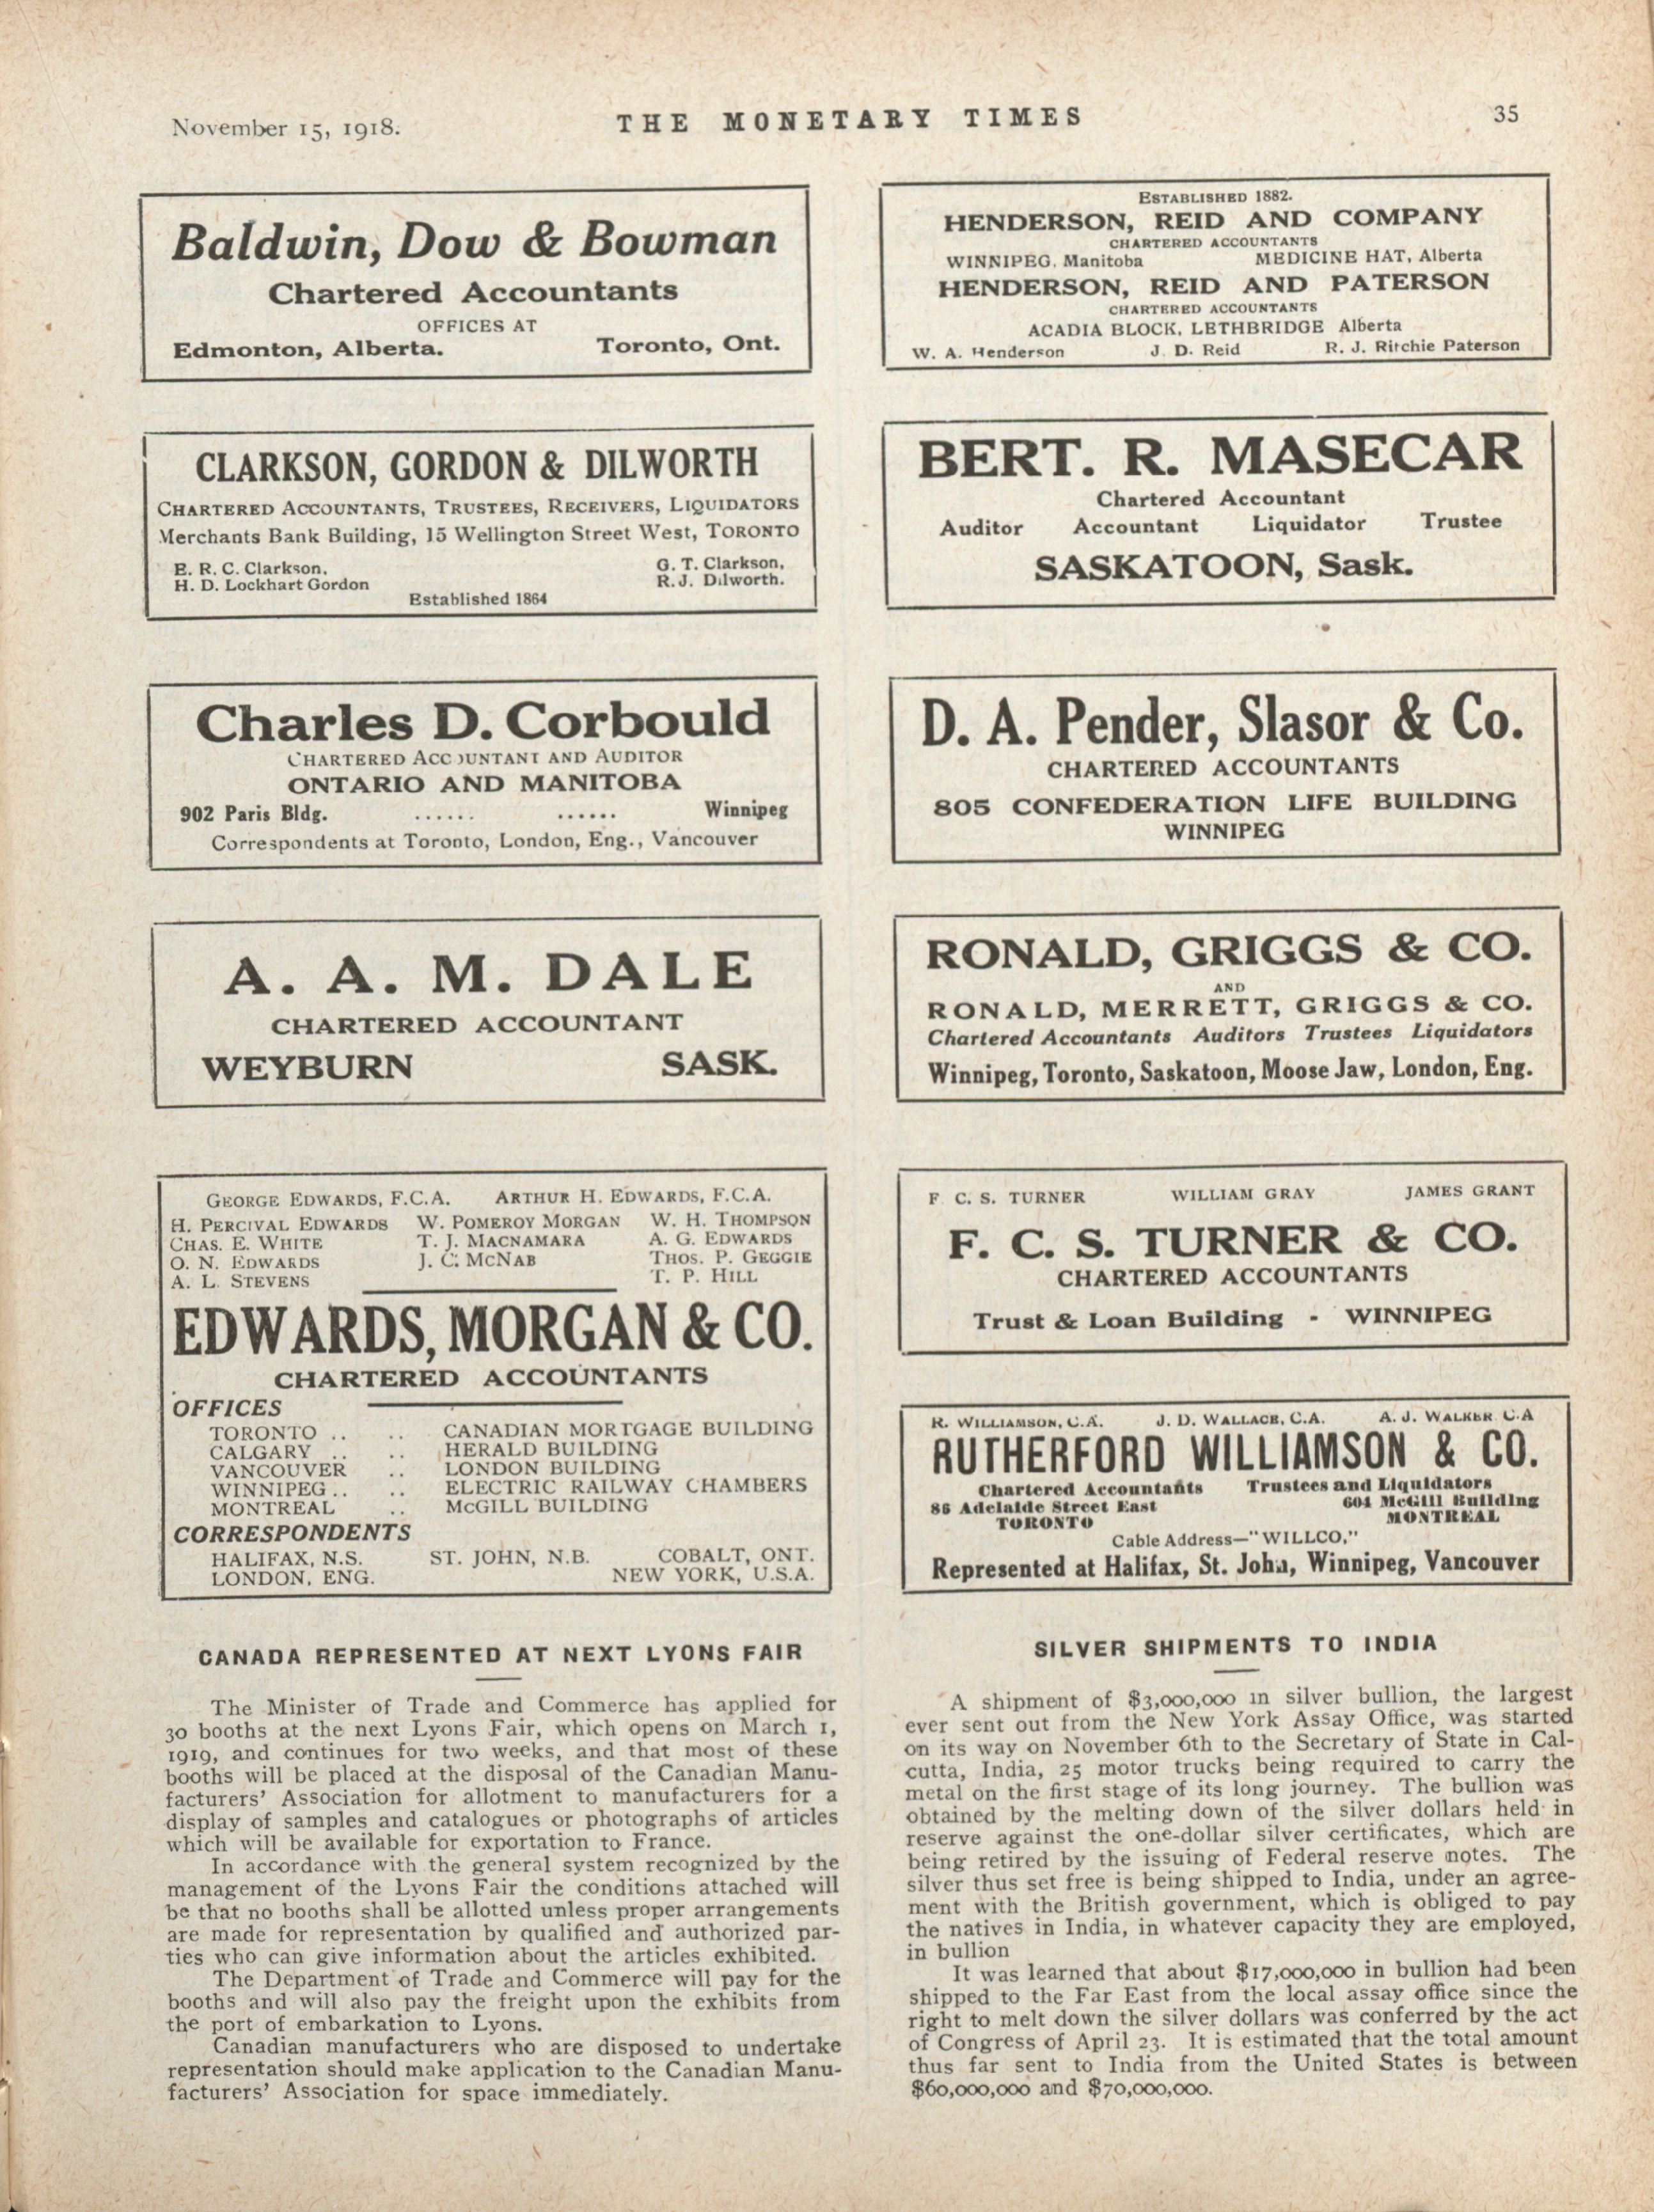 November 15, 1918.
THE MONETARY TIMES
35
Baldwin, Dow & Bowman
Chartered Accountants
OFFICES AT
Edmonton, Alberta. Toronto, Ont.
CLARKSON, GORDON & DILWORTH
CHARTERED ACCOUNTANTS, TRUSTEES, RECEIVERS, LIQUIDATORS
Merchants Bank Building, 15 Wellington Street West, TORONTO
E. R. C. Clarkson. G. T. Clarkson,
H. D. Lockhart Gordon R. J. Dilworth.
Established 1864
Charles D. Corbould
CHARTERED ACCOUNTANT AND AUDITOR
ONTARIO AND MANITOBA
902 Paris Bldg. ...... ...... Winnipeg
Correspondents at Toronto, London, Eng., Vancouver
A. A. M. DALE
CHARTERED ACCOUNTANT
WEYBURN SASK.
GEORGE EDWARDS, F.C.A. ARTHUR H. EDWARDS, F.C.A.
H. PERCIVAL EDWARDS W. POMEROY MORGAN W. H. THOMPSON
CHAS. E. WHITE T. J. MACNAMARA A. G. EDWARDS
O. N. EDWARDS J. C. MCNAB THOS. P. GEGGIE
A. L. STEVENS T. P. HILL
EDWARDS, MORGAN & CO.
CHARTERED ACCOUNTANTS
OFFICES
TORONTO .. .. CANADIAN MORTGAGE BUILDING
CALGARY .. .. HERALD BUILDING
VANCOUVER .. LONDON BUILDING
WINNIPEG .. .. ELECTRIC RAILWAY CHAMBERS
MONTREAL .. McGILL BUILDING
CORRESPONDENTS
HALIFAX, N.S. ST. JOHN, N.B. COBALT, ONT.
LONDON, ENG. NEW YORK, U.S.A.
ESTABLISHED 1882.
HENDERSON, REID AND COMPANY
CHARTERED ACCOUNTANTS
WINNIPEG, Manitoba MEDICINE HAT, Alberta
HENDERSON, REID AND PATERSON
CHARTERED ACCOUNTANTS
ACADIA BLOCK, LETHBRIDGE Alberta
W. A. Henderson J. D. Reid R. J. Ritchie Paterson
BERT. R. MASECAR
Chartered Accountant
Auditor Accountant Liquidator Trustee
SASKATOON, Sask.
D. A. Pender, Slasor & Co.
CHARTERED ACCOUNTANTS
805 CONFEDERATION LIFE BUILDING
WINNIPEG
RONALD, GRIGGS & CO.
AND
RONALD, MERRETT, GRIGGS & CO.
Chartered Accountants Auditors Trustees Liquidators
Winnipeg, Toronto, Saskatoon, Moose Jaw, London, Eng.
F. C. S. TURNER WILLIAM GRAY JAMES GRANT
F. C. S. TURNER & CO.
CHARTERED ACCOUNTANTS
Trust & Loan Building - WINNIPEG
R. WILLIAMSON, C.A. J. D. WALLACE, C.A. A. J. WALKER C.A
RUTHERFORD WILLIAMSON & CO.
Chartered Accountants Trustees and Liquidators
86 Adelaide Street East 604 McGill Building
TORONTO MONTREAL
Cable Address—"WILLCO,"
Represented at Halifax, St. John, Winnipeg, Vancouver
CANADA REPRESENTED AT NEXT LYONS FAIR
The Minister of Trade and Commerce has applied for
30 booths at the next Lyons Fair, which opens on March 1,
1919, and continues for two weeks, and that most of these
booths will be placed at the disposal of the Canadian Manu-
facturers' Association for allotment to manufacturers for a
display of samples and catalogues or photographs of articles
which will be available for exportation to France.
In accordance with the general system recognized by the
management of the Lyons Fair the conditions attached will
be that no booths shall be allotted unless proper arrangements
are made for representation by qualified and authorized par-
ties who can give information about the articles exhibited.
The Department of Trade and Commerce will pay for the
booths and will also pay the freight upon the exhibits from
the port of embarkation to Lyons.
Canadian manufacturers who are disposed to undertake
representation should make application to the Canadian Manu-
facturers' Association for space immediately.
SILVER SHIPMENTS TO INDIA
A shipment of $3,000,000 in silver bullion, the largest
ever sent out from the New York Assay Office, was started
on its way on November 6th to the Secretary of State in Cal-
cutta, India, 25 motor trucks being required to carry the
metal on the first stage of its long journey. The bullion was
obtained by the melting down of the silver dollars held in
reserve against the one-dollar silver certificates, which are
being retired by the issuing of Federal reserve notes. The
silver thus set free is being shipped to India, under an agree-
ment with the British government, which is obliged to pay
the natives in India, in whatever capacity they are employed,
in bullion
It was learned that about $17,000,000 in bullion had been
shipped to the Far East from the local assay office since the
right to melt down the silver dollars was conferred by the act
of Congress of April 23. It is estimated that the total amount
thus far sent to India from the United States is between
$60,000,000 and $70,000,000.